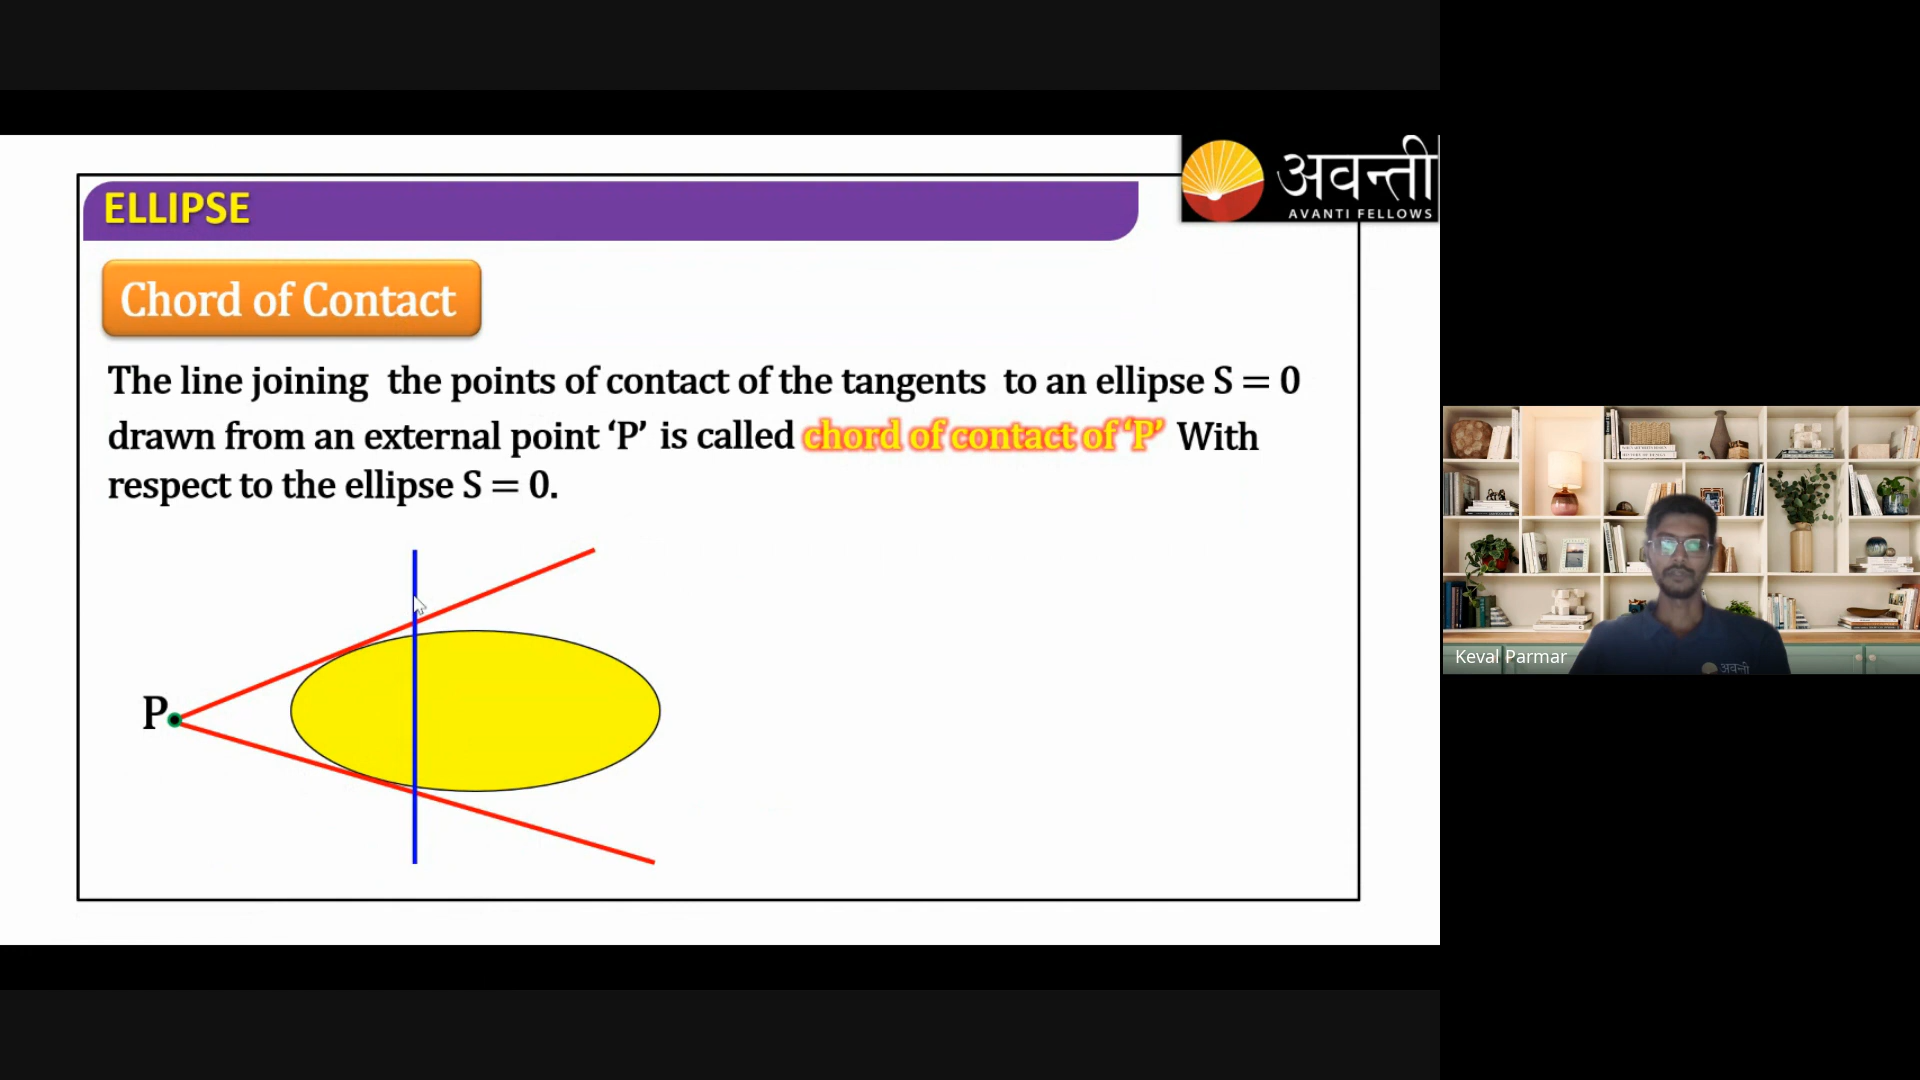 ELLIPSE
अवन्ती
AVANTI FELLOWS
Chord of Contact
The line joining the points of contact of the tangents to an ellipse S = 0
drawn from an external point ‘P’ is called chord of contact of ‘P’ With
respect to the ellipse S = 0.
P
Keval Parmar
अवन्ती